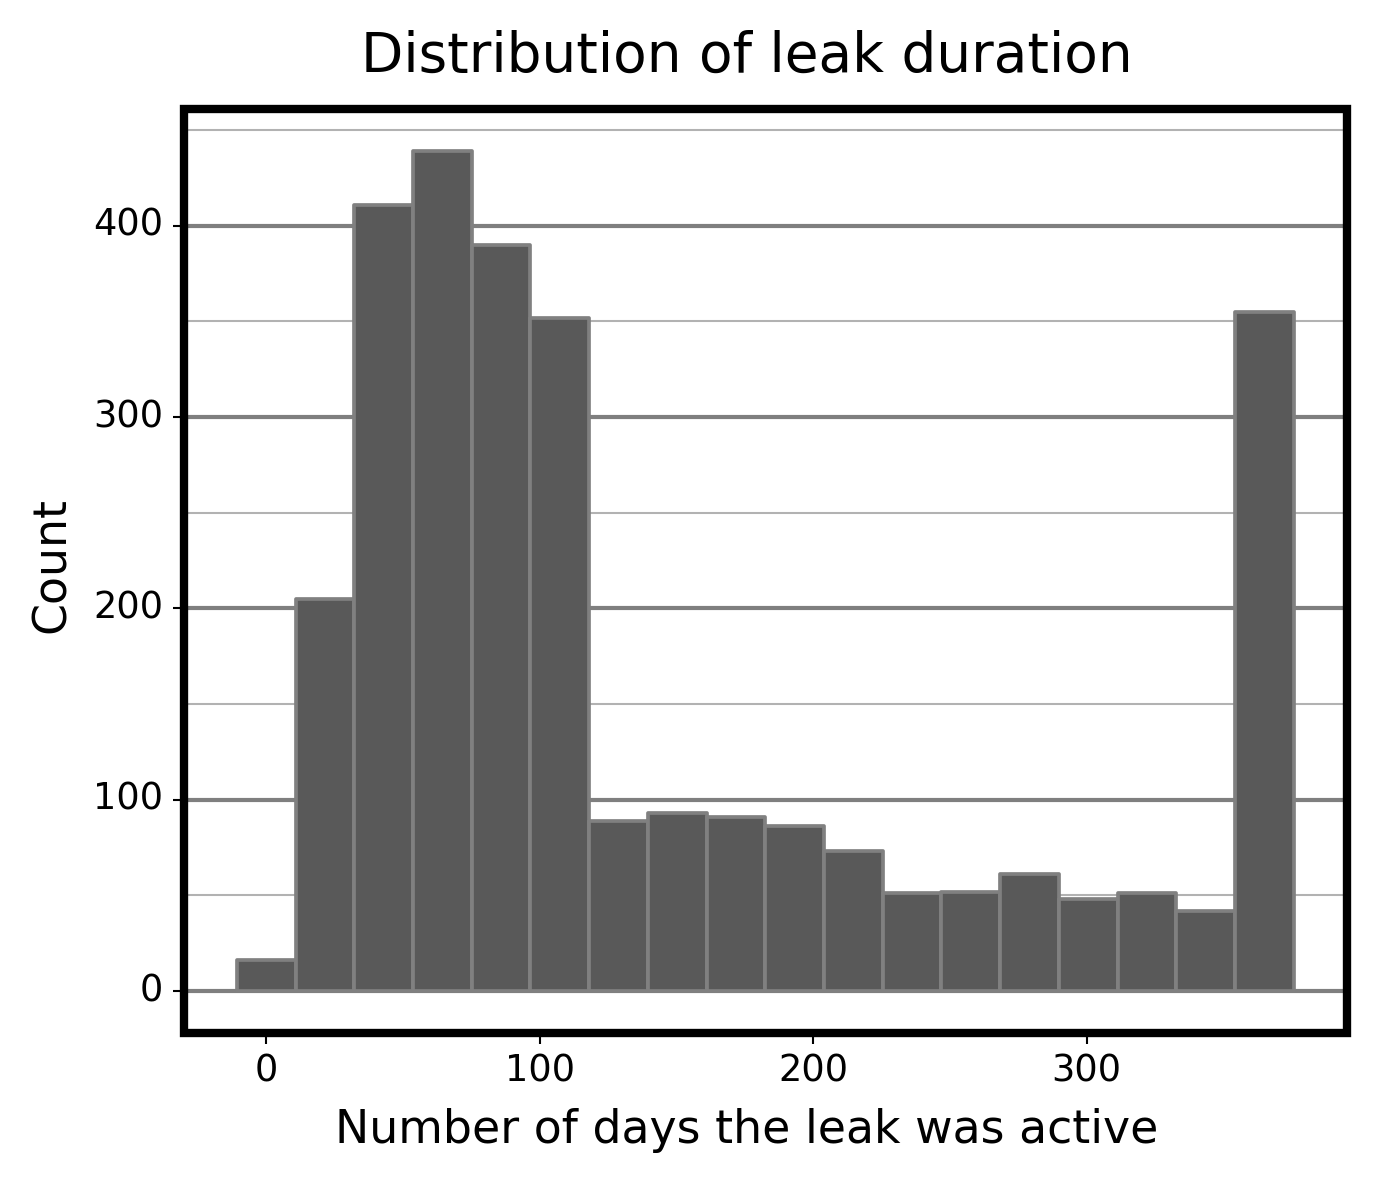 Distribution of leak duration
400
300
200
100
0
Count
0 100 200 300
Number of days the leak was active